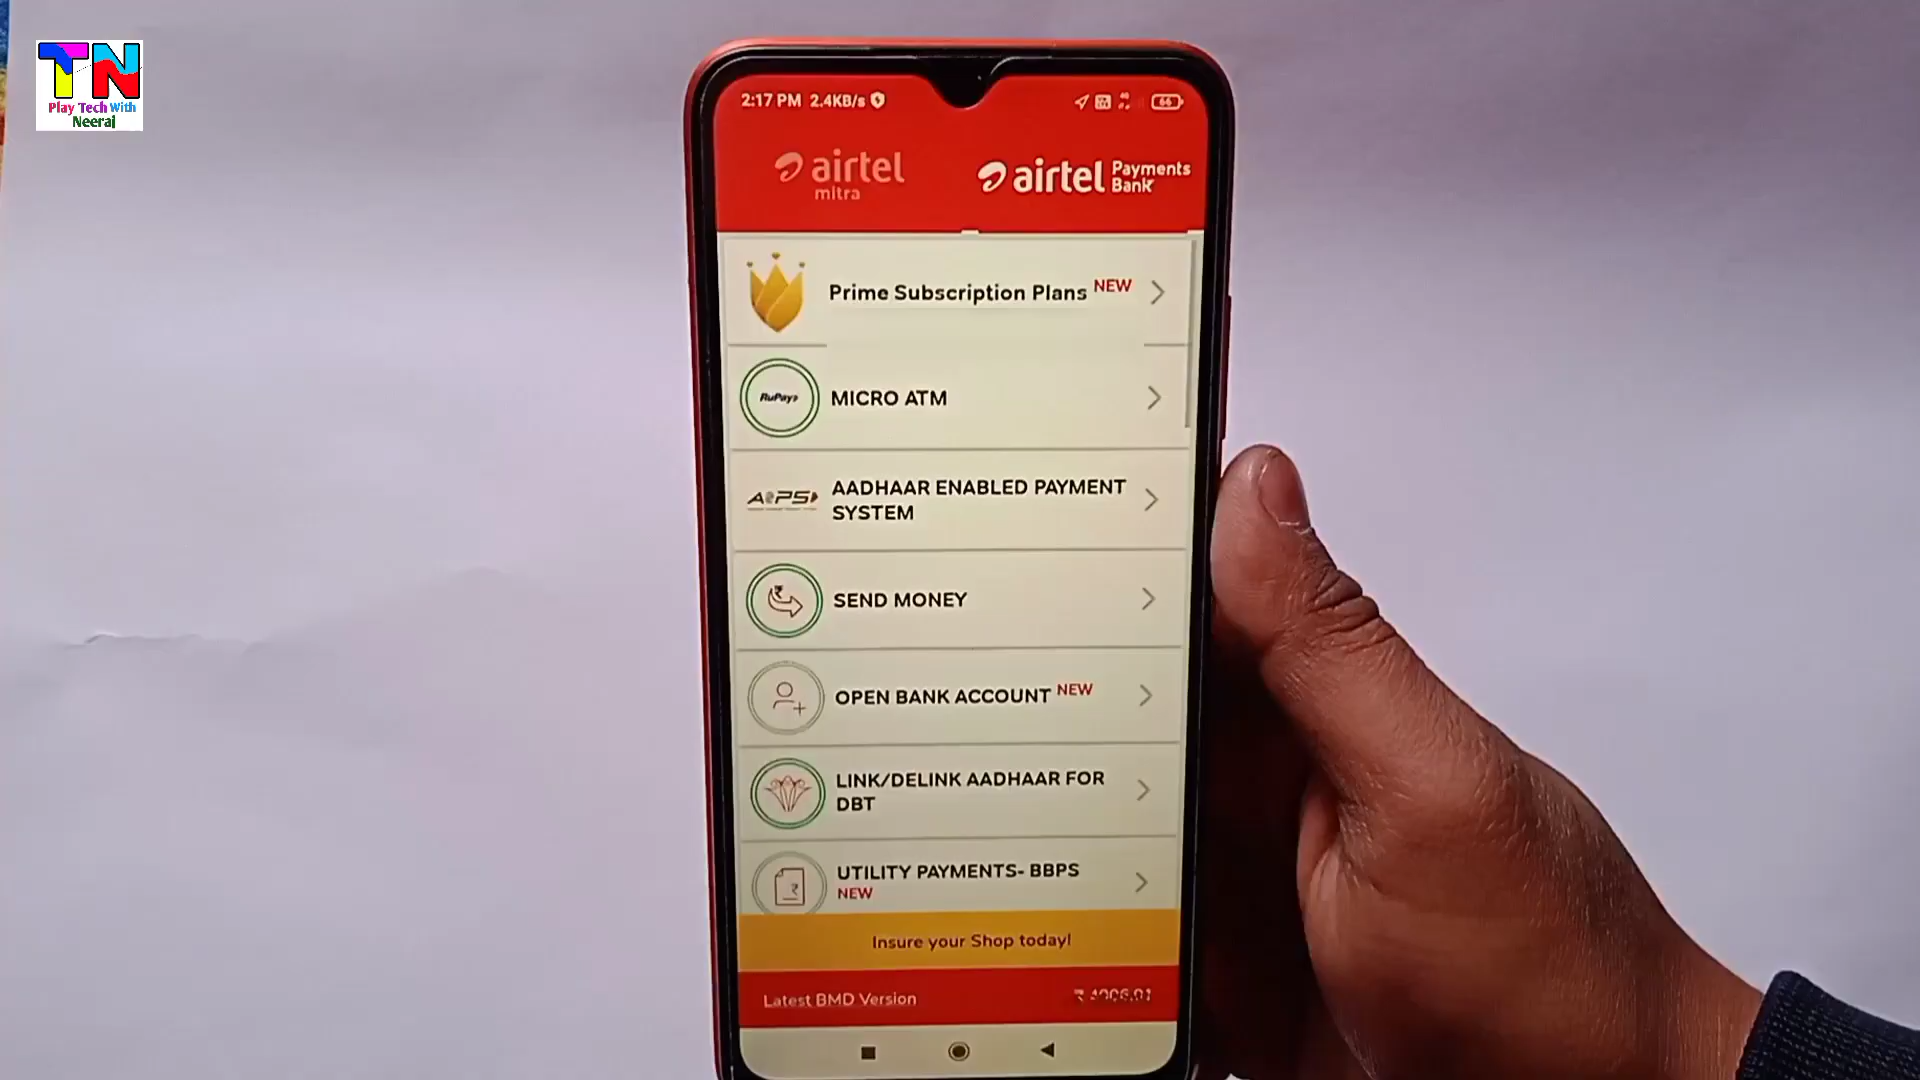 TN
Play Tech With
Neeraj
2:17 PM 2.4KB/s
66
airtel
mitra
airtel Payments
Bank
Prime Subscription Plans NEW
RuPay
MICRO ATM
AePS
AADHAAR ENABLED PAYMENT
SYSTEM
₹
SEND MONEY
OPEN BANK ACCOUNT NEW
LINK/DELINK AADHAAR FOR
DBT
₹
UTILITY PAYMENTS- BBPS
NEW
Insure your Shop today!
Latest BMD Version